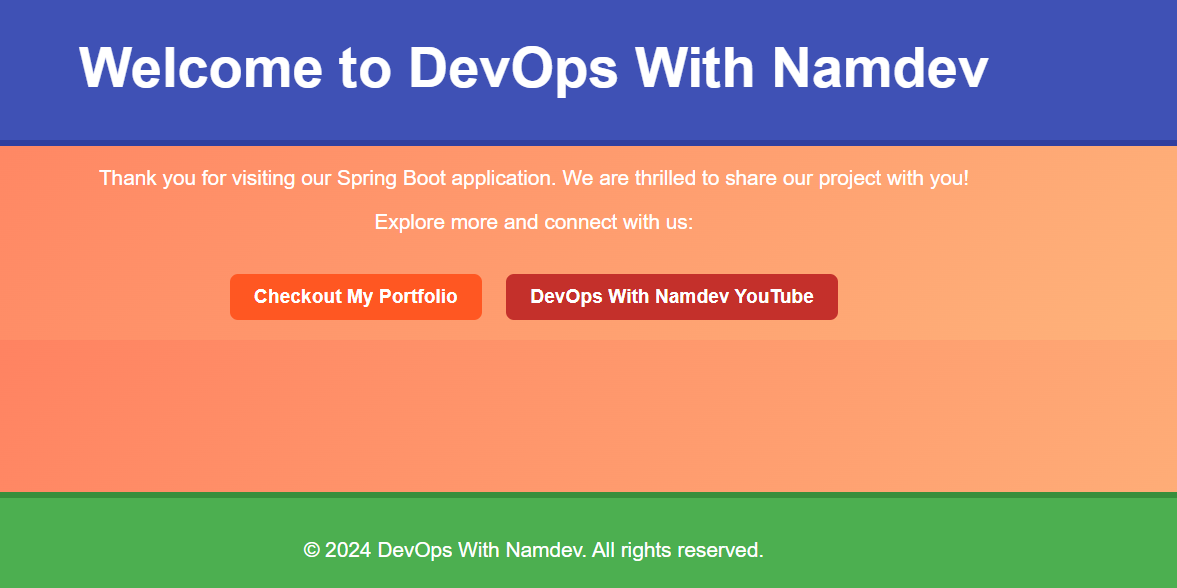 Welcome to DevOps With Namdev
Thank you for visiting our Spring Boot application. We are thrilled to share our project with you!
Explore more and connect with us:
Checkout My Portfolio
DevOps With Namdev YouTube
© 2024 DevOps With Namdev. All rights reserved.